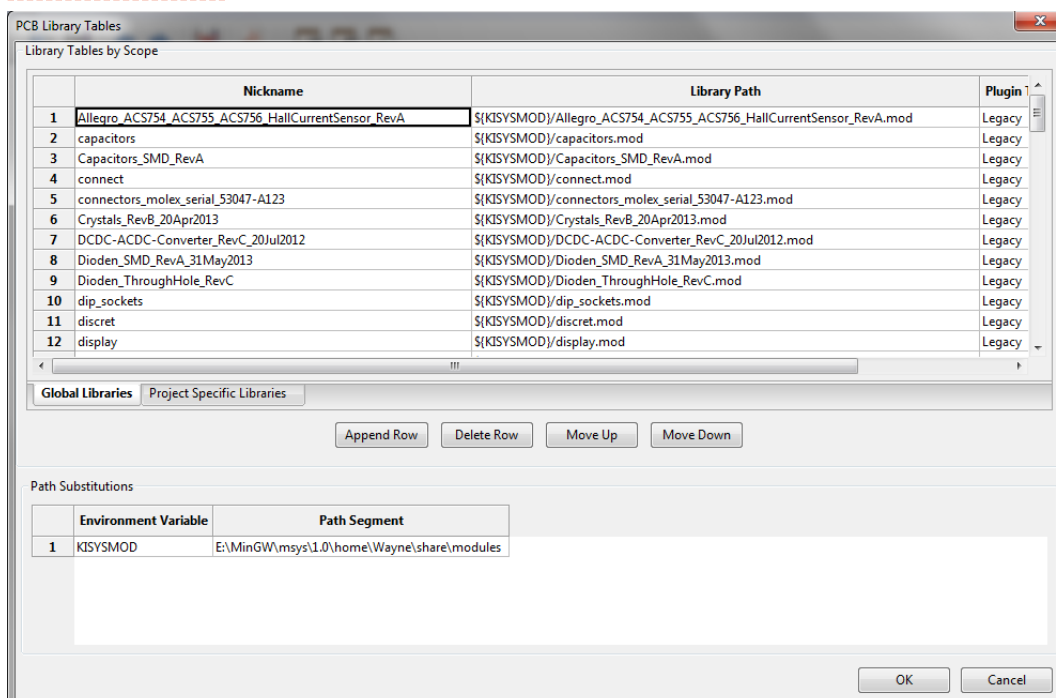 PCB Library Tables
Library Tables by Scope
Nickname Library Path Plugin
1 Allegro_ACS754_ACS755_ACS756_HallCurrentSensor_RevA ${KISYSMOD}/Allegro_ACS754_ACS755_ACS756_HallCurrentSensor_RevA.mod Legacy
2 capacitors ${KISYSMOD}/capacitors.mod Legacy
3 Capacitors_SMD_RevA ${KISYSMOD}/Capacitors_SMD_RevA.mod Legacy
4 connect ${KISYSMOD}/connect.mod Legacy
5 connectors_molex_serial_53047-A123 ${KISYSMOD}/connectors_molex_serial_53047-A123.mod Legacy
6 Crystals_RevB_20Apr2013 ${KISYSMOD}/Crystals_RevB_20Apr2013.mod Legacy
7 DCDC-ACDC-Converter_RevC_20Jul2012 ${KISYSMOD}/DCDC-ACDC-Converter_RevC_20Jul2012.mod Legacy
8 Dioden_SMD_RevA_31May2013 ${KISYSMOD}/Dioden_SMD_RevA_31May2013.mod Legacy
9 Dioden_ThroughHole_RevC ${KISYSMOD}/Dioden_ThroughHole_RevC.mod Legacy
10 dip_sockets ${KISYSMOD}/dip_sockets.mod Legacy
11 discret ${KISYSMOD}/discret.mod Legacy
12 display ${KISYSMOD}/display.mod Legacy
Global Libraries Project Specific Libraries
Append Row Delete Row Move Up Move Down
Path Substitutions
Environment Variable Path Segment
1 KISYSMOD E:\MinGW\msys\1.0\home\Wayne\share\modules
OK Cancel